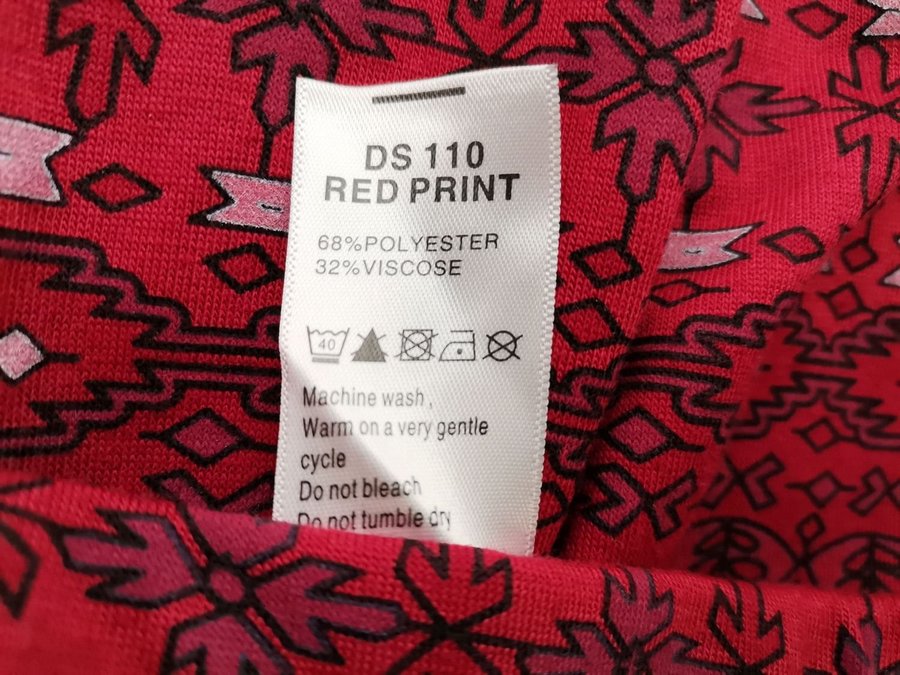 DS 110
RED PRINT
68%POLYESTER
32%VISCOSE
40
Machine wash,
Warm on a very gentle
cycle
Do not bleach
Do not tumble dry